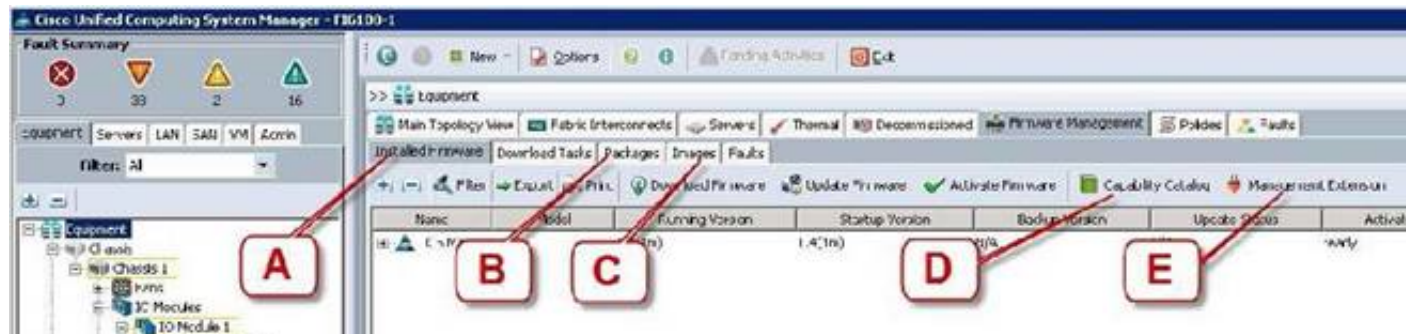 Cisco Unified Computing System Manager - FIG100-1
Fault Summary
38 2 16
New Options Exit
>> Equipment
Main Topology View Fabric Interconnects Servers Thermal Decommissioned Firmware Management Policies Faults
Equipment Servers LAN SAN VM Admin
Installed Firmware Download Tasks Packages Images Faults
Filter: All
Filter Export Print Download Firmware Update Firmware Activate Firmware Capability Catalog Management Extension
Name Model Running Version Startup Version Backup Version Update Status Activat
Equipment
Chassis
Chassis 1
Fans
IO Modules
IO Module 1
1.4(1m)
ready
A
B
C
D
E